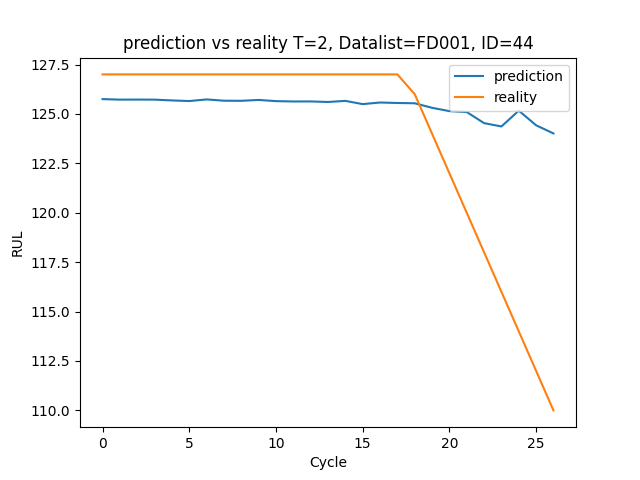 prediction vs reality T=2, Datalist=FD001, ID=44
prediction
reality
RUL
127.5
125.0
122.5
120.0
117.5
115.0
112.5
110.0
0 5 10 15 20 25
Cycle